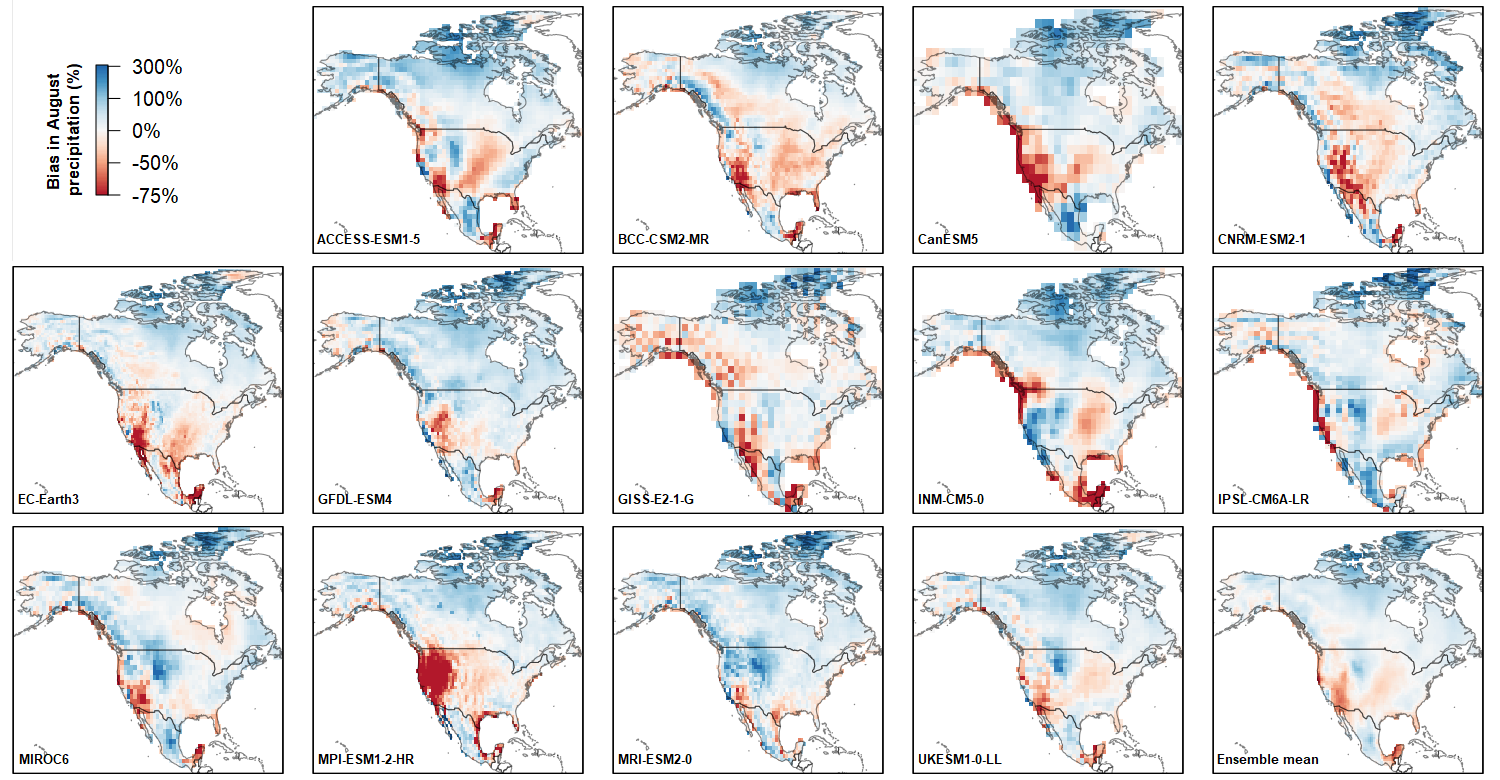 Bias in August
precipitation (%)
300%
100%
0%
-50%
-75%
ACCESS-ESM1-5
BCC-CSM2-MR
CanESM5
CNRM-ESM2-1
EC-Earth3
GFDL-ESM4
GISS-E2-1-G
INM-CM5-0
IPSL-CM6A-LR
MIROC6
MPI-ESM1-2-HR
MRI-ESM2-0
UKESM1-0-LL
Ensemble mean